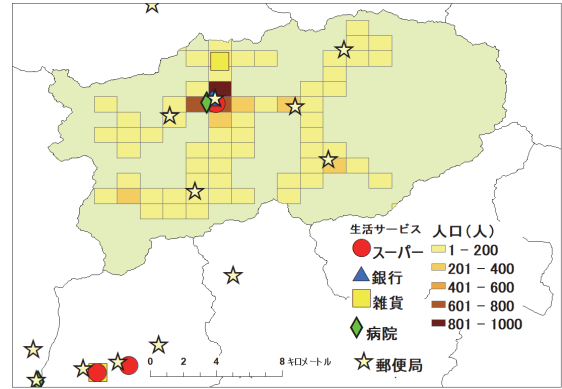 生活サービス
スーパー
銀行
雑貨
病院
郵便局
人口(人)
1 - 200
201 - 400
401 - 600
601 - 800
801 - 1000
0 2 4 8 キロメートル